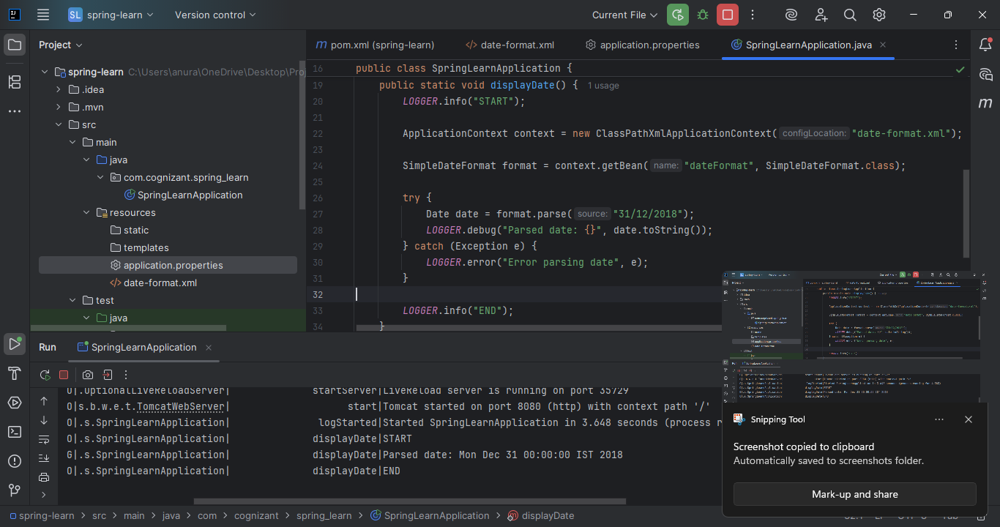 SL spring-learn Version control Current File
Project
pom.xml (spring-learn) date-format.xml application.properties SpringLearnApplication.java
spring-learn C:\Users\anura\OneDrive\Desktop\Pro
.idea
.mvn
src
main
java
com.cognizant.spring_learn
SpringLearnApplication
resources
static
templates
application.properties
date-format.xml
test
java
16 public class SpringLearnApplication {
19 public static void displayDate() { 1 usage
20 LOGGER.info("START");
21
22 ApplicationContext context = new ClassPathXmlApplicationContext( configLocation: "date-format.xml");
23
24 SimpleDateFormat format = context.getBean( name: "dateFormat", SimpleDateFormat.class);
25
26 try {
27 Date date = format.parse( source: "31/12/2018");
28 LOGGER.debug("Parsed date: {}", date.toString());
29 } catch (Exception e) {
30 LOGGER.error("Error parsing date", e);
31 }
32
33 LOGGER.info("END");
34 }
Run SpringLearnApplication
O|.OptionalLiveReloadServer| startServer|LiveReload server is running on port 35729
O|s.b.w.e.t.TomcatWebServer| start|Tomcat started on port 8080 (http) with context path '/'
O|.s.SpringLearnApplication| logStarted|Started SpringLearnApplication in 3.648 seconds (process r
O|.s.SpringLearnApplication| displayDate|START
G|.s.SpringLearnApplication| displayDate|Parsed date: Mon Dec 31 00:00:00 IST 2018
O|.s.SpringLearnApplication| displayDate|END
Snipping Tool
Screenshot copied to clipboard
Automatically saved to screenshots folder.
Mark-up and share
spring-learn > src > main > java > com > cognizant > spring_learn > SpringLearnApplication > displayDate